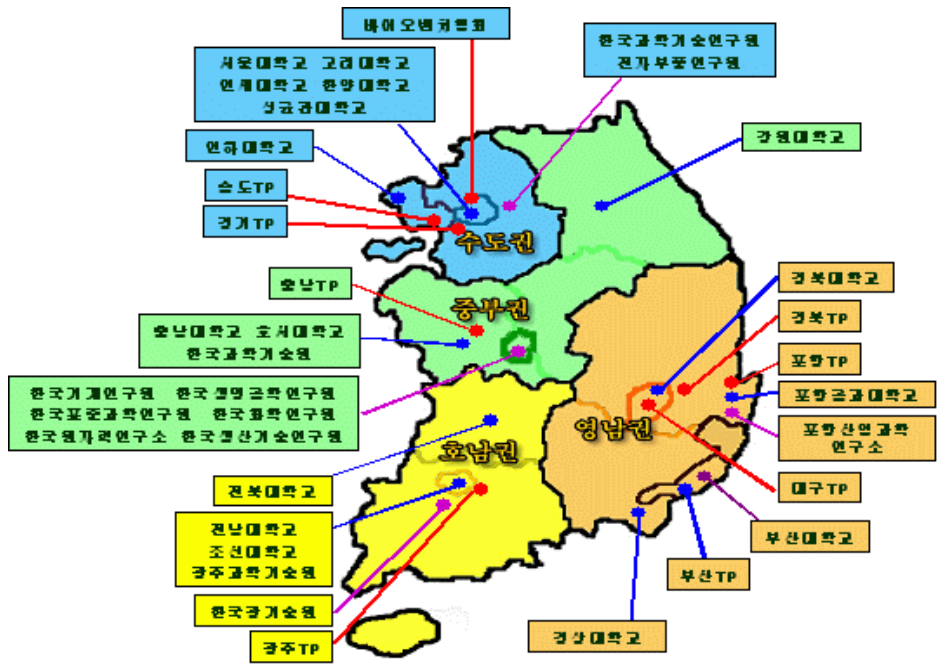 바이오벤처협회
한국과학기술연구원
전자부품연구원
서울대학교 고려대학교
연세대학교 한양대학교
성균관대학교
강원대학교
인하대학교
송도TP
경기TP
수도권
경북대학교
충남TP
중부권
경북TP
충남대학교 호서대학교
한국과학기술원
포항TP
한국기계연구원 한국생명공학연구원
한국표준과학연구원 한국화학연구원
한국원자력연구소 한국생산기술연구원
포항공과대학교
영남권
포항산업과학
연구소
호남권
대구TP
전북대학교
전남대학교
조선대학교
광주과학기술원
부산대학교
부산TP
한국광기술원
경상대학교
광주TP